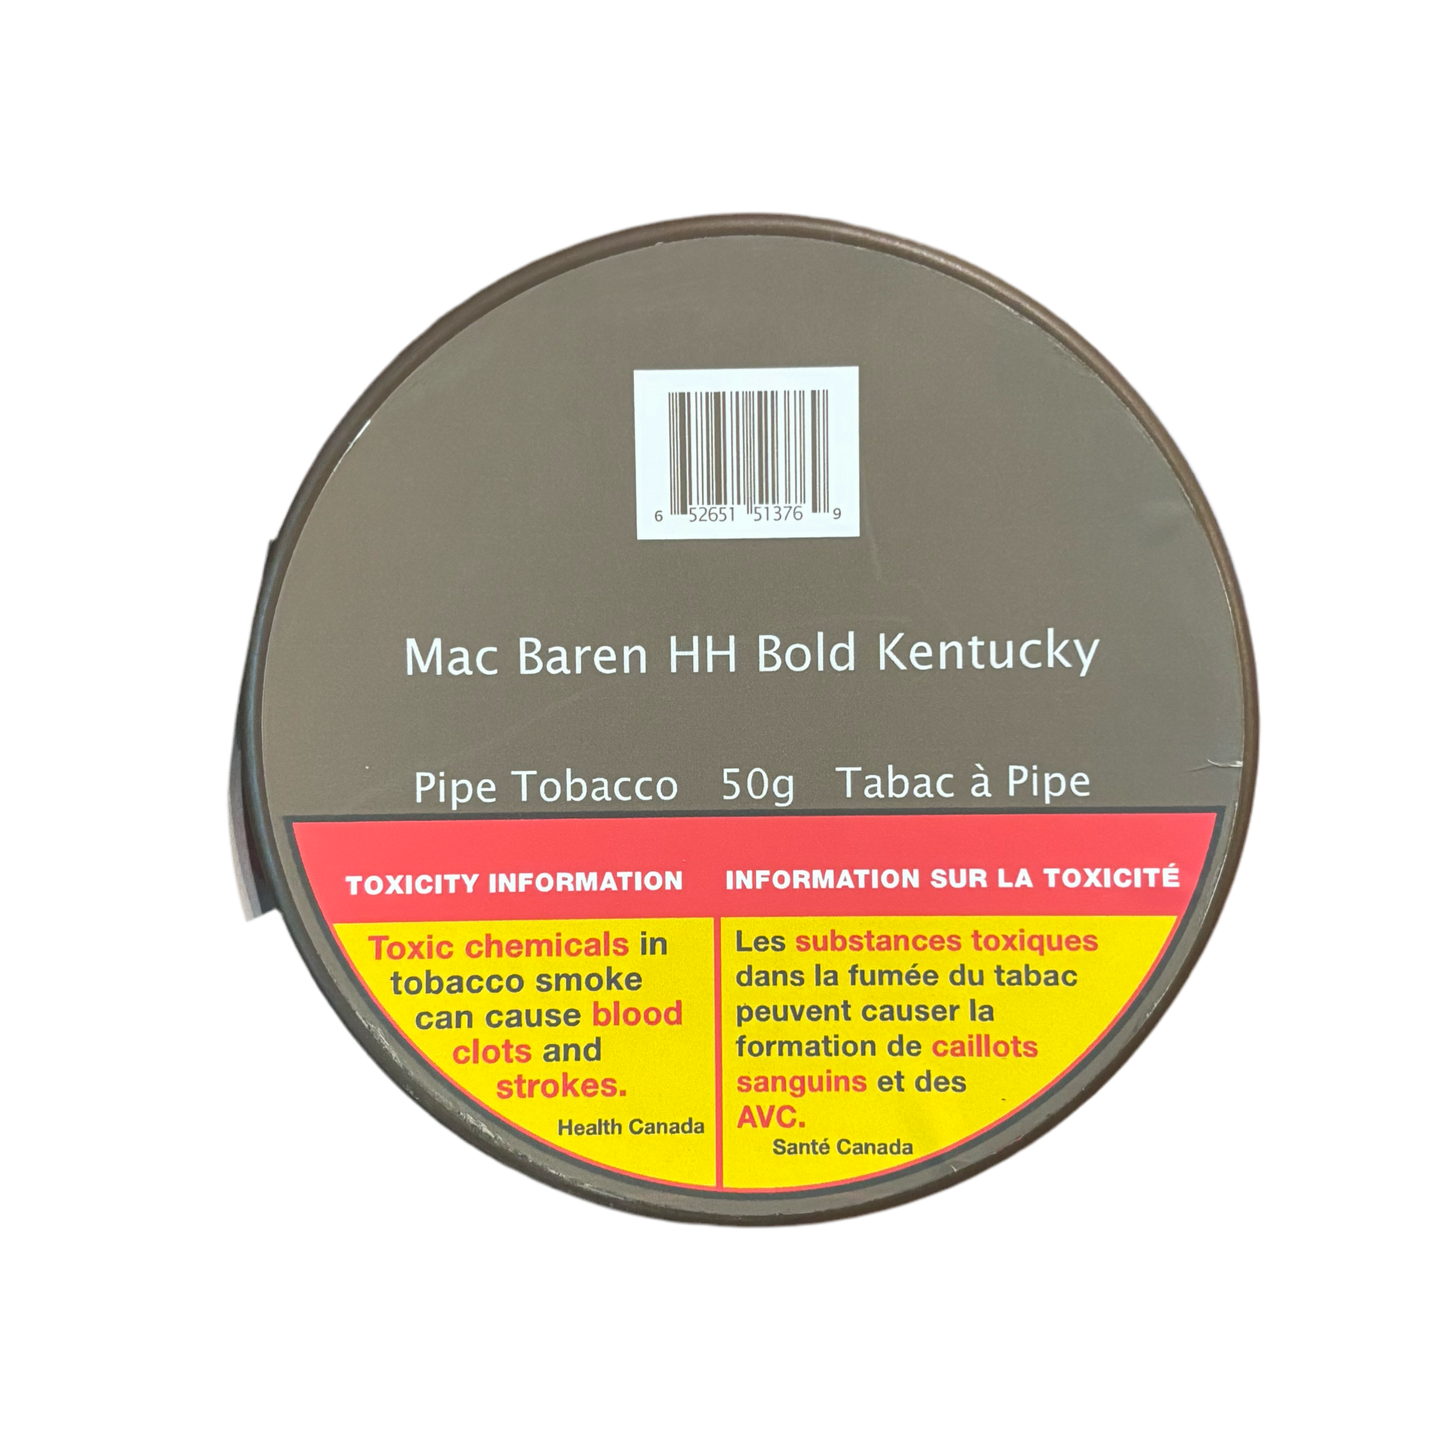 6 52651 51376 9
Mac Baren HH Bold Kentucky
Pipe Tobacco 50g Tabac à Pipe
TOXICITY INFORMATION
Toxic chemicals in
tobacco smoke
can cause blood
clots and
strokes.
Health Canada
INFORMATION SUR LA TOXICITÉ
Les substances toxiques
dans la fumée du tabac
peuvent causer la
formation de caillots
sanguins et des
AVC.
Santé Canada